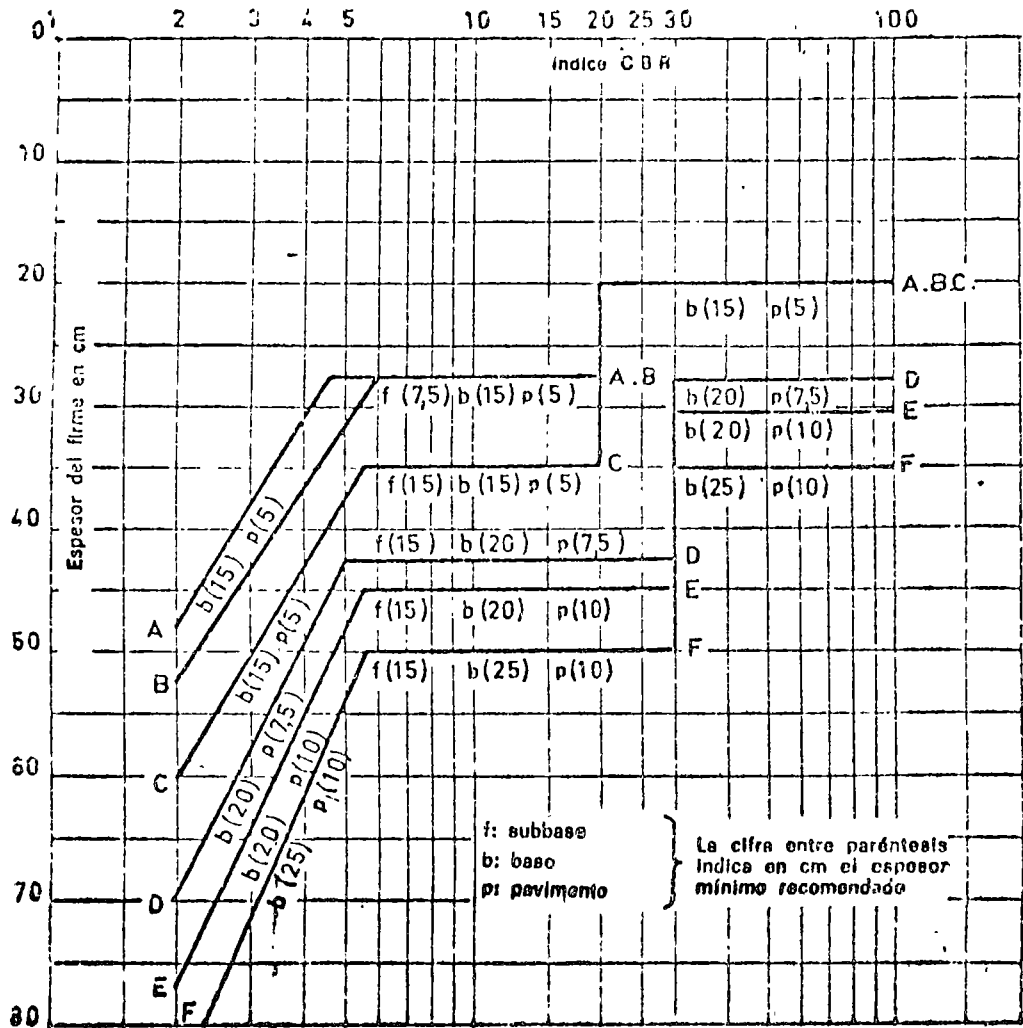 1 2 3 4 5 10 15 20 25 30 100
Indice C B R
0
10
20
30
40
50
60
70
80
Espesor del firme en cm
A.B.C.
b(15) p(5)
A.B
f(7,5) b(15) p(5)
D
b(20) p(7,5)
E
b(20) p(10)
C
f(15) b(15) p(5)
F
b(25) p(10)
f(15) b(20) p(7,5)
D
E
f(15) b(20) p(10)
F
f(15) b(25) p(10)
A
b(15) p(5)
B
b(15) p(5)
C
b(20) p(7,5)
D
b(20) p(10)
E
b(25) p(10)
F
f: subbase
b: base
p: pavimento
La cifra entre paréntesis
indica en cm el espesor
mínimo recomendado